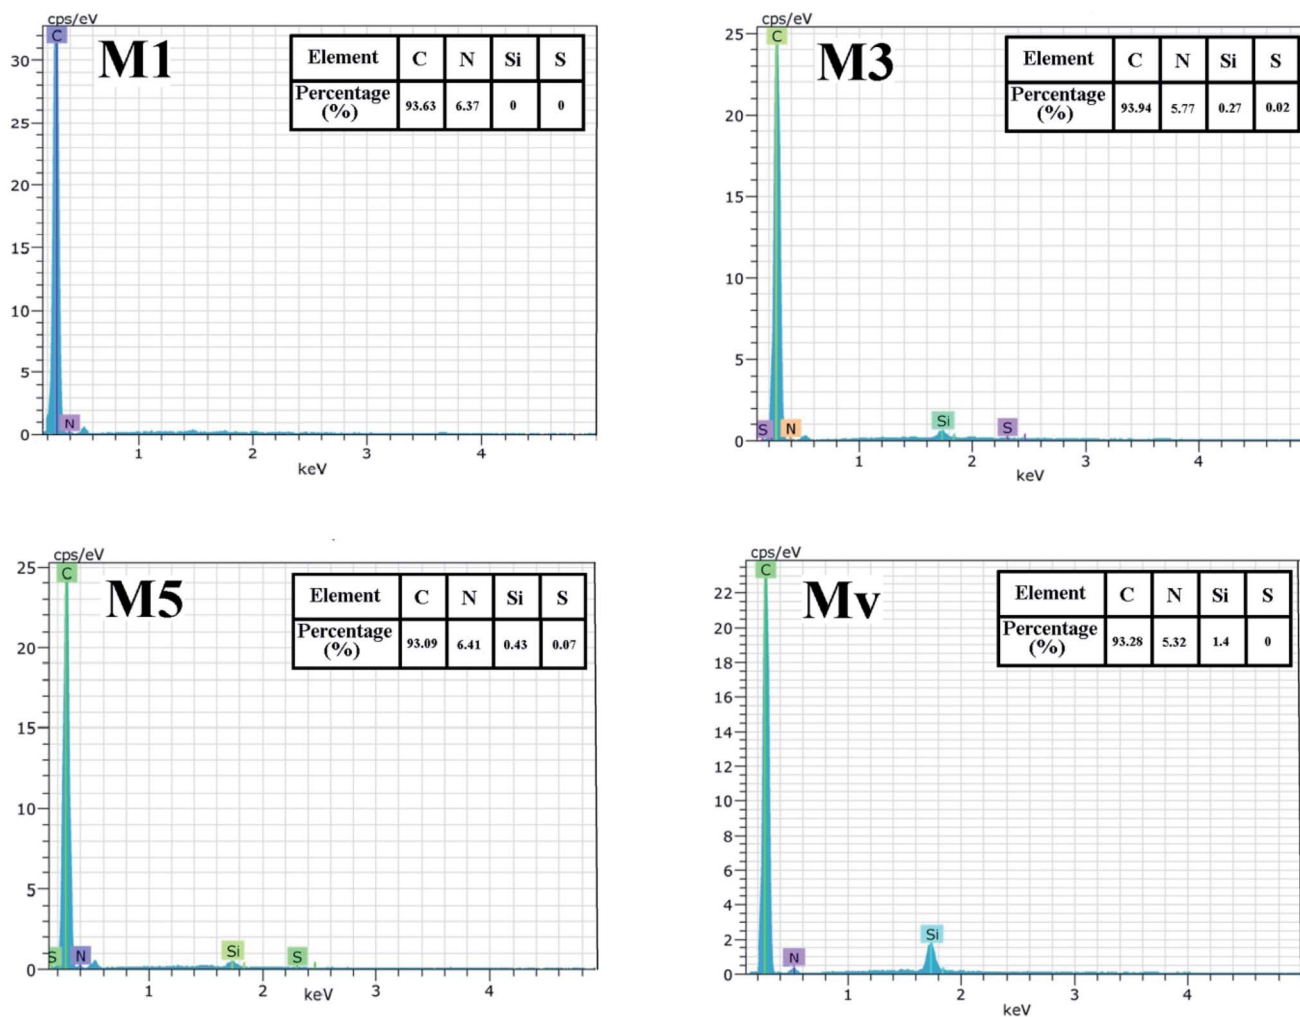 cps/eV
M1
Element C N Si S
Percentage (%) 93.63 6.37 0 0
C
30
25
20
15
10
5
0
N
1 2 3 4
keV
cps/eV
M3
Element C N Si S
Percentage (%) 93.94 5.77 0.27 0.02
C
25
20
15
10
5
0
S N Si S
1 2 3 4
keV
cps/eV
M5
Element C N Si S
Percentage (%) 93.09 6.41 0.43 0.07
C
25
20
15
10
5
0
S N Si S
1 2 3 4
keV
cps/eV
Mv
Element C N Si S
Percentage (%) 93.28 5.32 1.4 0
C
22
20
18
16
14
12
10
8
6
4
2
0
N Si
1 2 3 4
keV